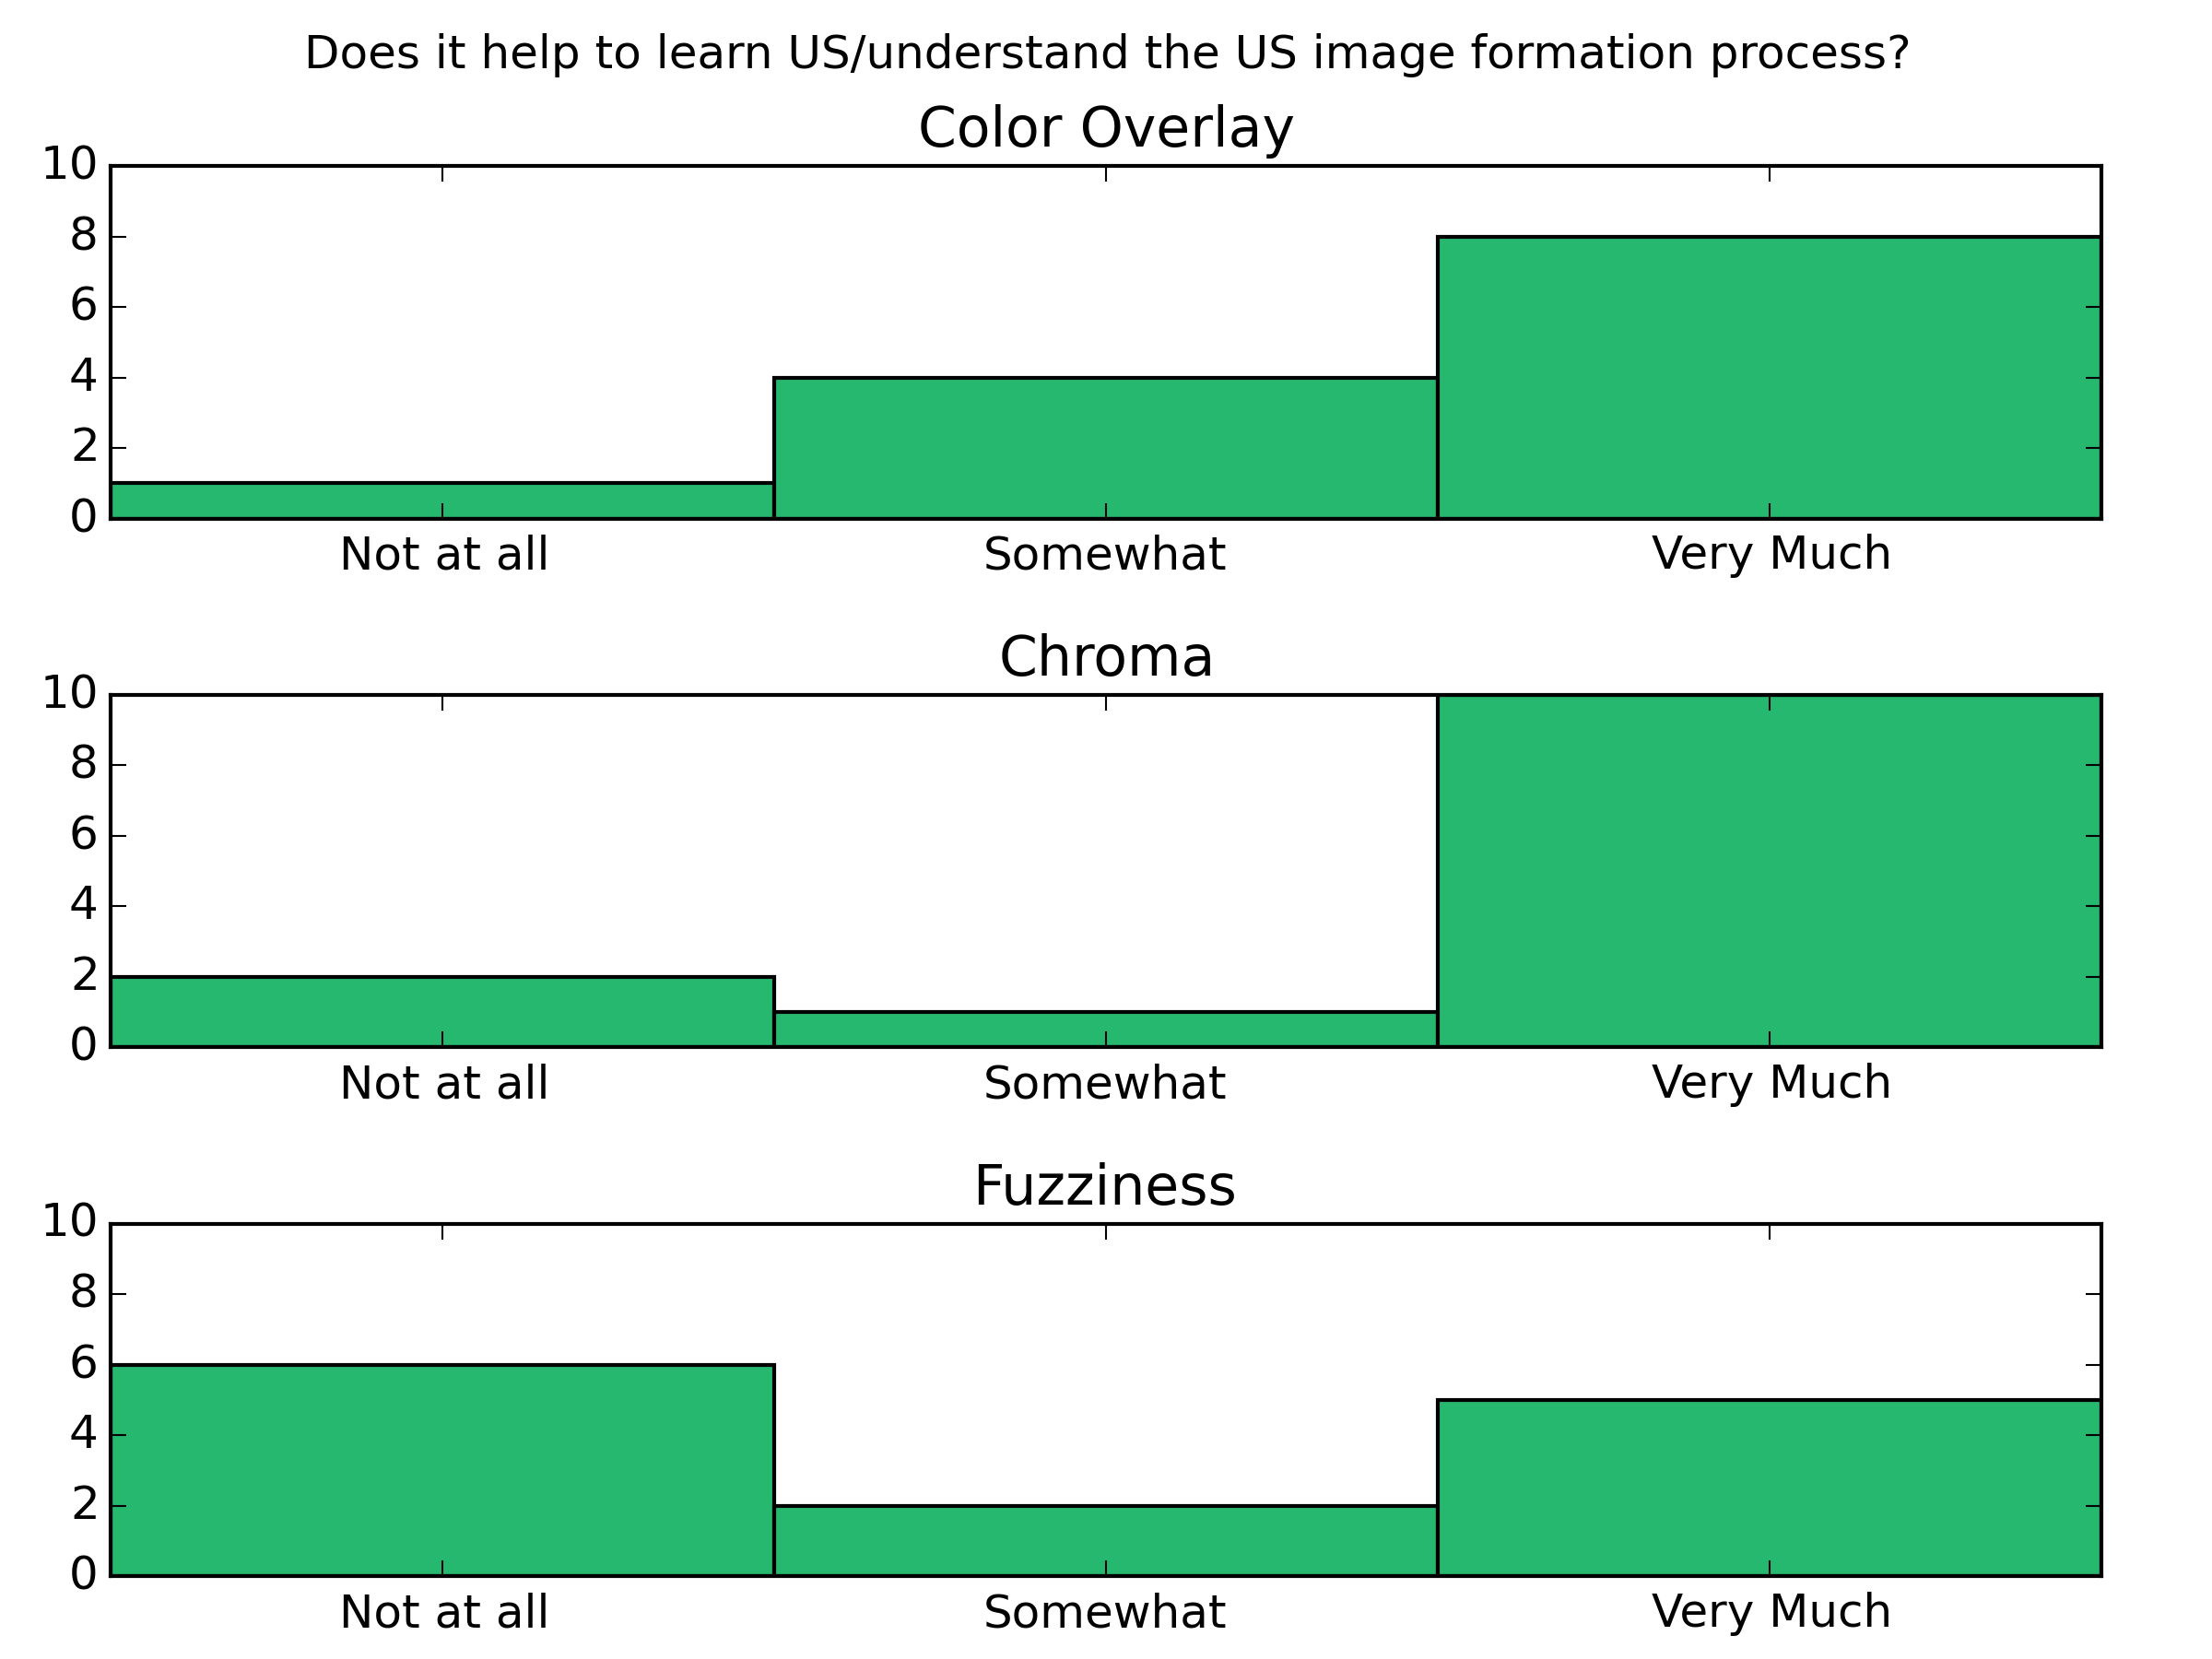 Does it help to learn US/understand the US image formation process?
Color Overlay
10
8
6
4
2
0
Not at all Somewhat Very Much
Chroma
10
8
6
4
2
0
Not at all Somewhat Very Much
Fuzziness
10
8
6
4
2
0
Not at all Somewhat Very Much